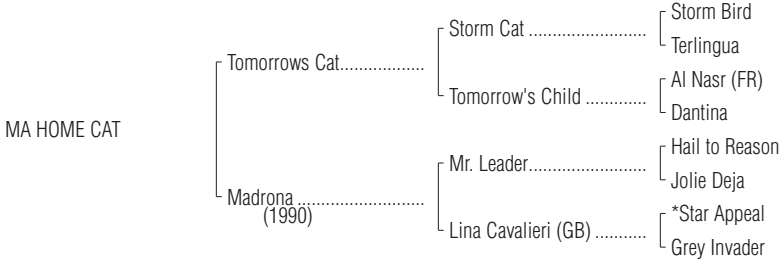 Storm Bird
Storm Cat ..........................
Terlingua
Tomorrows Cat..................
Al Nasr (FR)
Tomorrow's Child .............
Dantina
MA HOME CAT
Hail to Reason
Mr. Leader..........................
Jolie Deja
Madrona ...........................
(1990)
*Star Appeal
Lina Cavalieri (GB) ...........
Grey Invader